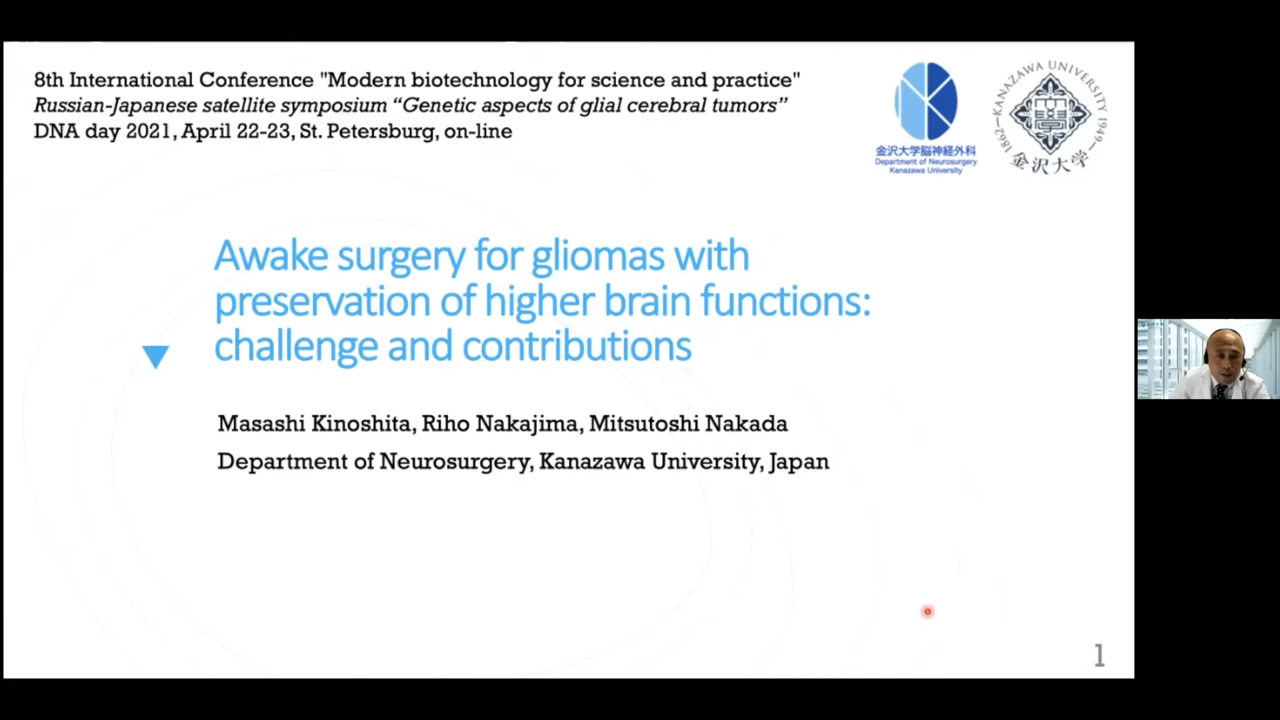 8th International Conference "Modern biotechnology for science and practice"
Russian-Japanese satellite symposium “Genetic aspects of glial cerebral tumors”
DNA day 2021, April 22-23, St. Petersburg, on-line
金沢大学脳神経外科
Department of Neurosurgery
Kanazawa University
1862–KANAZAWA UNIVERSITY 1949–
金沢大学
Awake surgery for gliomas with
preservation of higher brain functions:
challenge and contributions
Masashi Kinoshita, Riho Nakajima, Mitsutoshi Nakada
Department of Neurosurgery, Kanazawa University, Japan
1